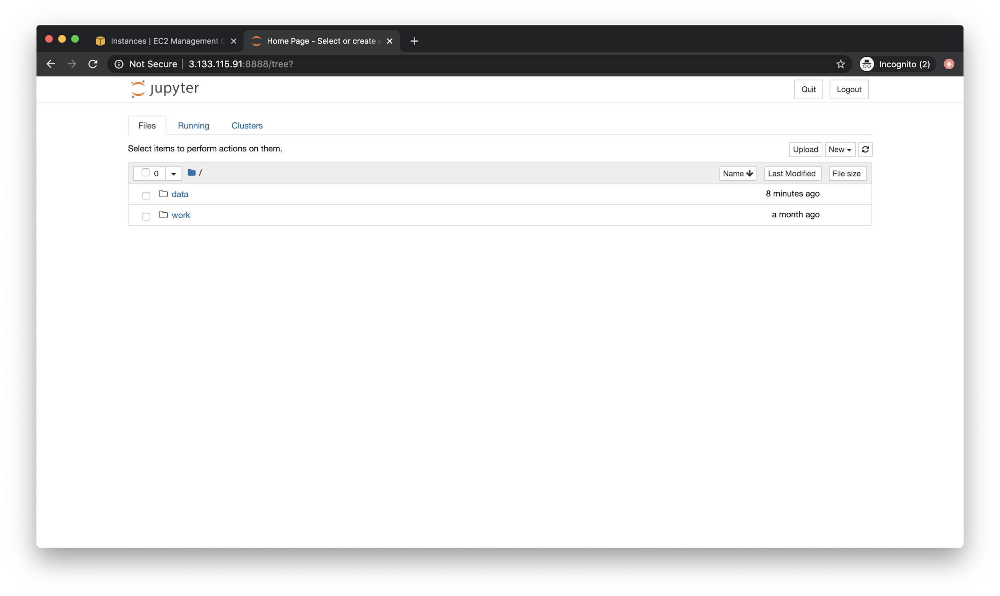 Instances | EC2 Management C
Home Page - Select or create a
Not Secure 3.133.115.91:8888/tree?
Incognito (2)
jupyter
Quit Logout
Files Running Clusters
Select items to perform actions on them.
Upload New
0 / Name Last Modified File size
data 8 minutes ago
work a month ago